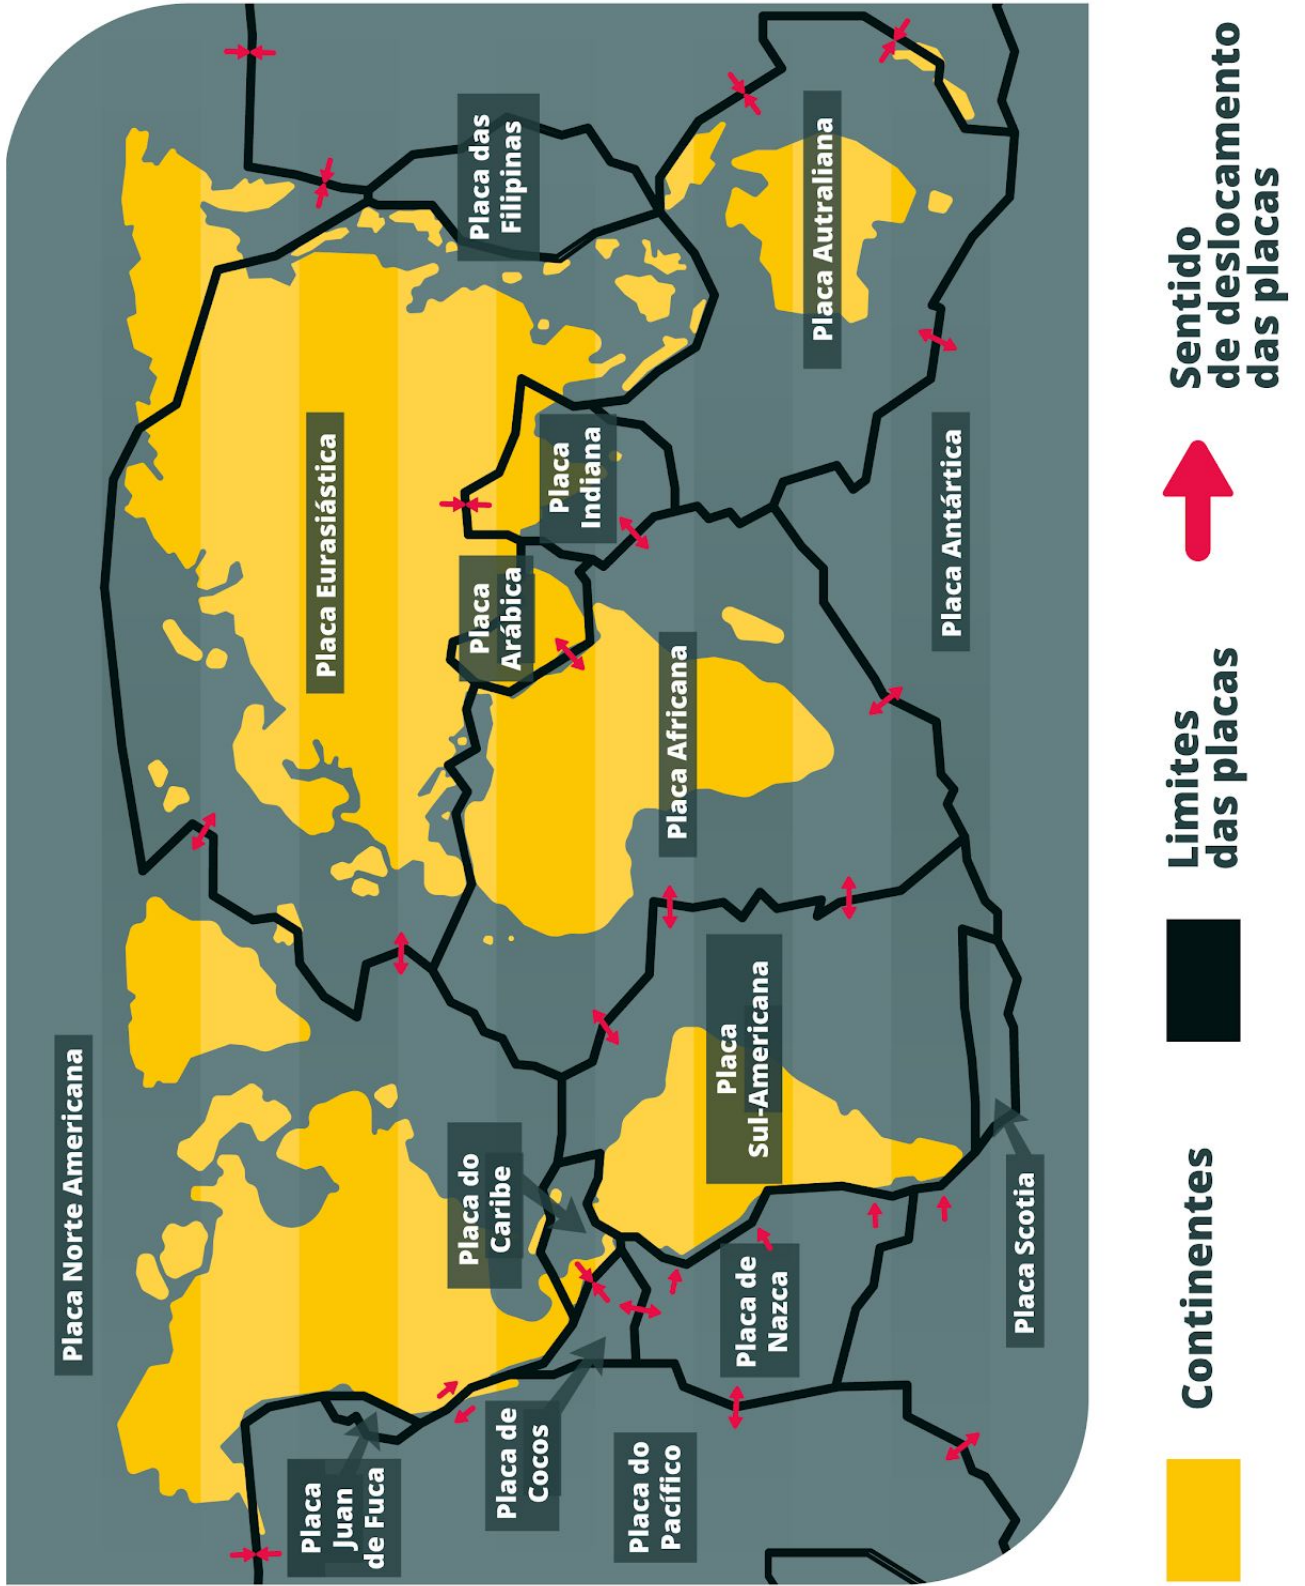 Placa Norte Americana
Placa
Juan
de Fuca
Placa do
Caribe
Placa de
Cocos
Placa do
Pacífico
Placa de
Nazca
Placa
Sul-Americana
Placa Scotia
Placa Eurasiástica
Placa
Arábica
Placa
Indiana
Placa Africana
Placa Antártica
Placa das
Filipinas
Placa Autraliana
Continentes
Limites
das placas
Sentido
de deslocamento
das placas